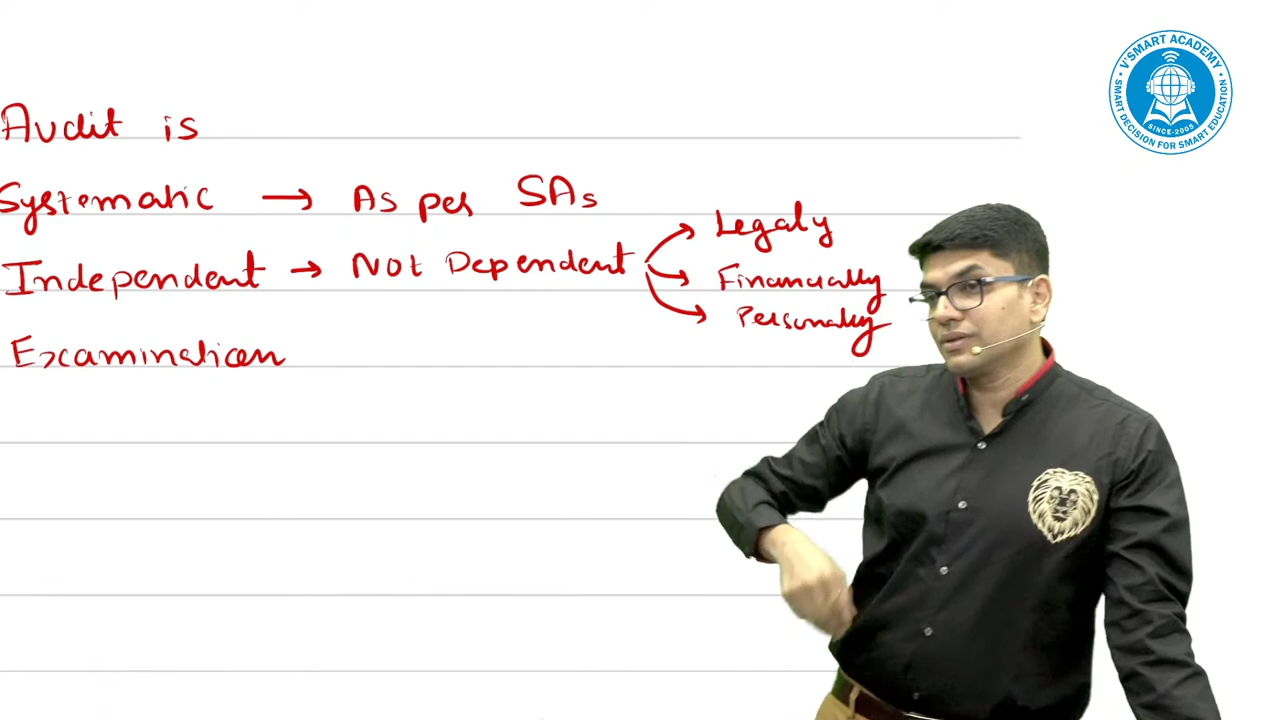 Audit is
Systematic → As per SAs
Independent → Not Dependent
Legaly
Financially
Personaly
Examination
V'SMART ACADEMY
SMART DECISION FOR SMART EDUCATION
SINCE-2009